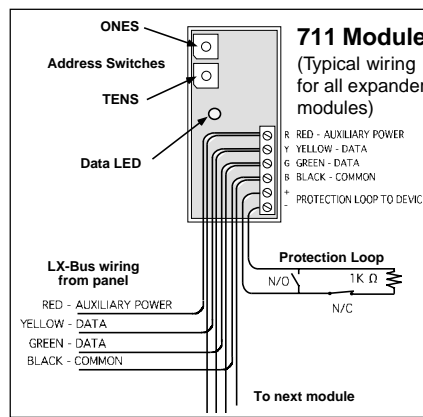 ONES
711 Module
(Typical wiring
for all expander
modules)
Address Switches
TENS
Data LED
R RED - AUXILIARY POWER
Y YELLOW - DATA
G GREEN - DATA
B BLACK - COMMON
+
PROTECTION LOOP TO DEVIC
-
LX-Bus wiring
from panel
Protection Loop
N/O
1K Ω
N/C
RED - AUXILIARY POWER
YELLOW - DATA
GREEN - DATA
BLACK - COMMON
To next module